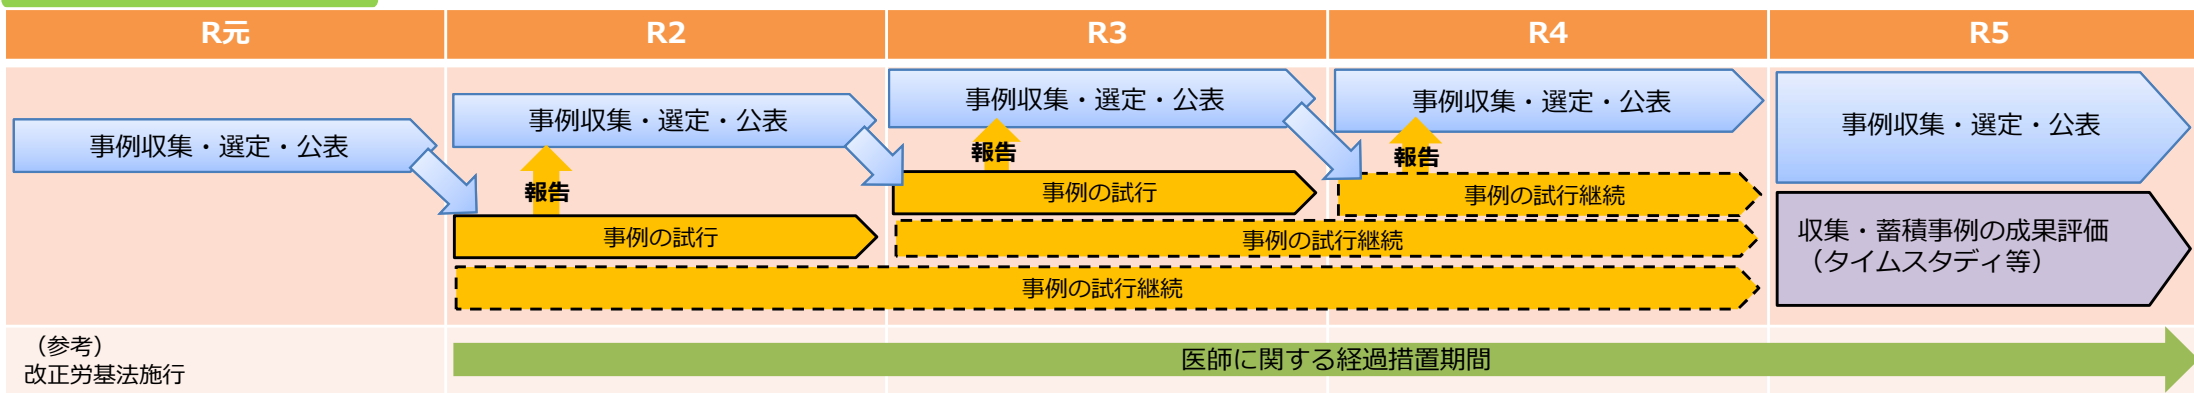 R元
R2
R3
R4
R5
事例収集・選定・公表
事例収集・選定・公表
事例収集・選定・公表
事例収集・選定・公表
事例収集・選定・公表
報告
報告
報告
事例の試行
事例の試行
事例の試行継続
事例の試行継続
事例の試行継続
収集・蓄積事例の成果評価
（タイムスタディ等）
（参考）
改正労基法施行
医師に関する経過措置期間